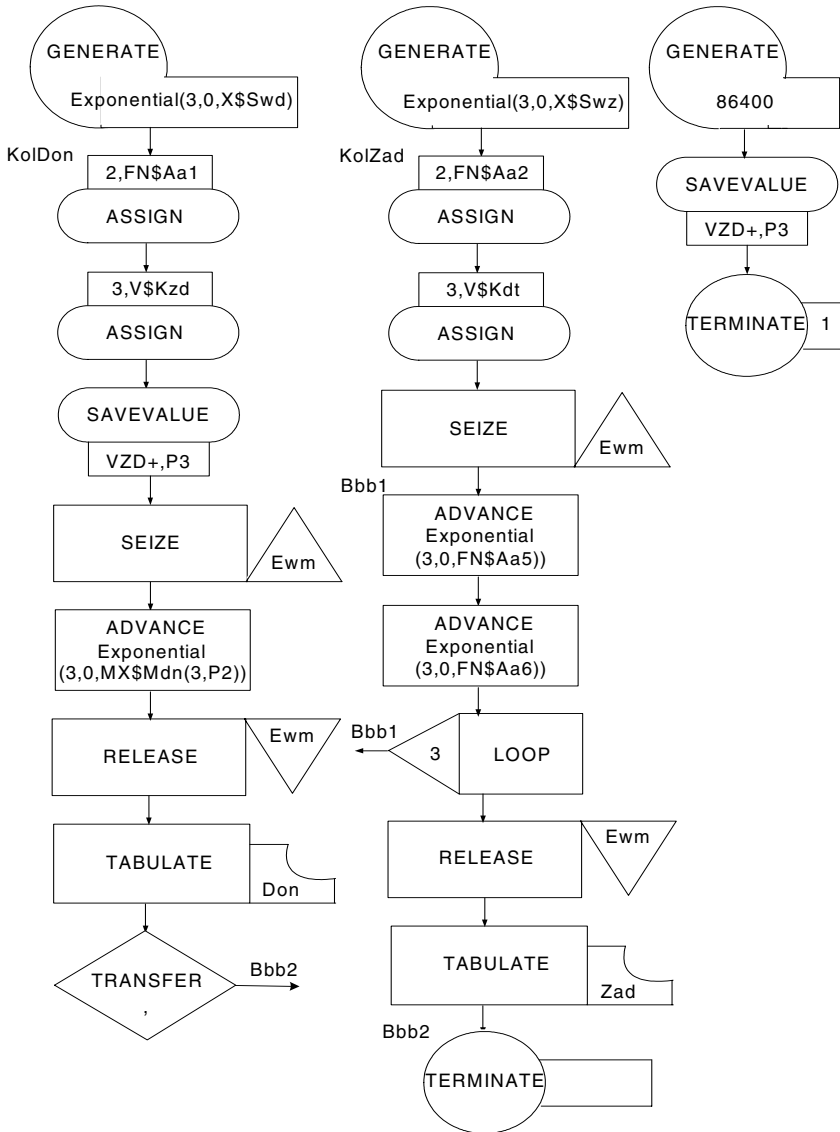 GENERATE
Exponential(3,0,X$Swd)
KolDon
2,FN$Aa1
ASSIGN
3,V$Kzd
ASSIGN
SAVEVALUE
VZD+,P3
SEIZE
Ewm
ADVANCE
Exponential
(3,0,MX$Mdn(3,P2))
RELEASE
Ewm
TABULATE
Don
TRANSFER
,
Bbb2
GENERATE
Exponential(3,0,X$Swz)
KolZad
2,FN$Aa2
ASSIGN
3,V$Kdt
ASSIGN
SEIZE
Ewm
Bbb1
ADVANCE
Exponential
(3,0,FN$Aa5))
ADVANCE
Exponential
(3,0,FN$Aa6))
Bbb1
3
LOOP
RELEASE
Ewm
TABULATE
Zad
Bbb2
TERMINATE
GENERATE
86400
SAVEVALUE
VZD+,P3
TERMINATE
1